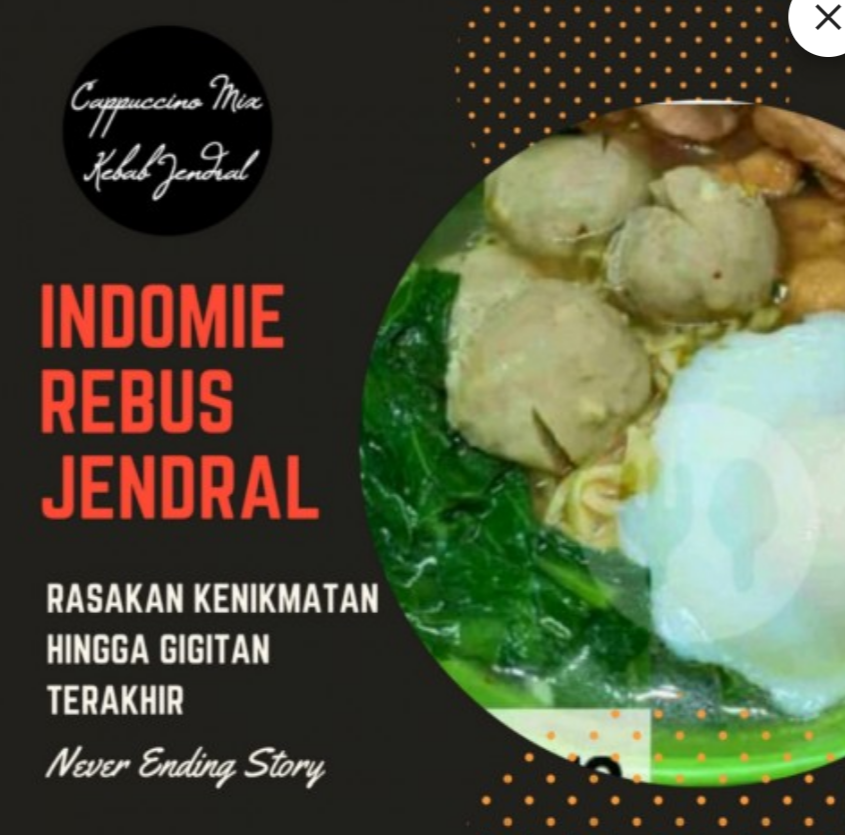 Cappuccino Mix
Kebab Jendral
INDOMIE
REBUS
JENDRAL
RASAKAN KENIKMATAN
HINGGA GIGITAN
TERAKHIR
Never Ending Story